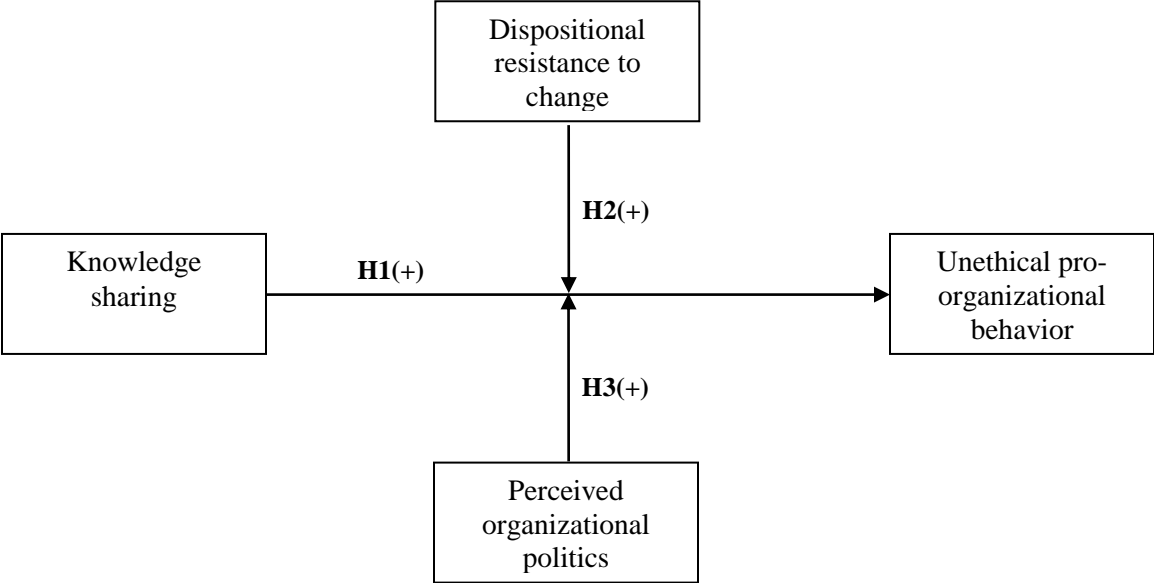 Dispositional
resistance to
change
H2(+)
Knowledge
sharing
H1(+)
Unethical pro-
organizational
behavior
H3(+)
Perceived
organizational
politics